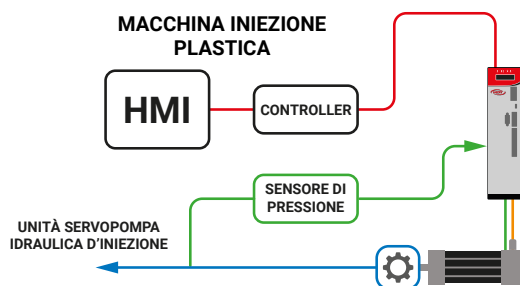 MACCHINA INIEZIONE
PLASTICA
HMI
CONTROLLER
SENSORE DI
PRESSIONE
UNITÀ SERVOPOMPA
IDRAULICA D'INIEZIONE